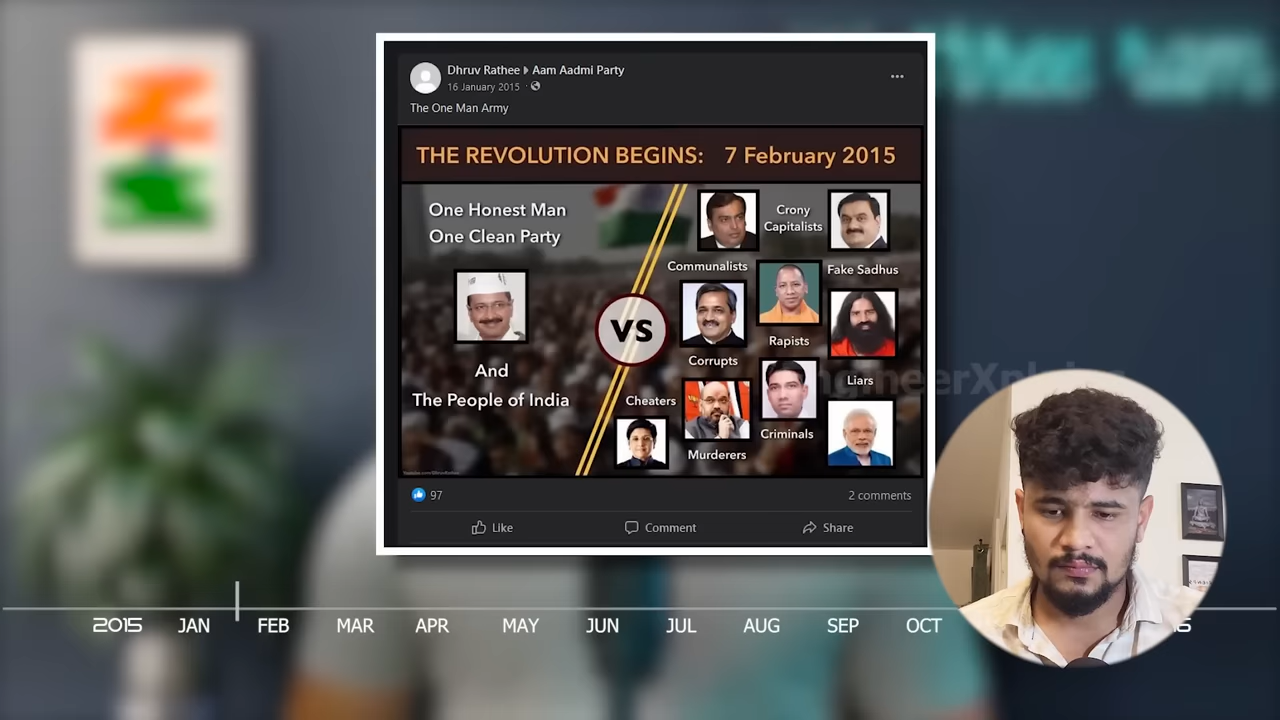 Dhruv Rathee ▸ Aam Aadmi Party
16 January 2015 ·
The One Man Army
THE REVOLUTION BEGINS: 7 February 2015
One Honest Man
One Clean Party
And
The People of India
VS
Crony
Capitalists
Communalists
Fake Sadhus
Rapists
Corrupts
Liars
Cheaters
Criminals
Murderers
97
2 comments
Like
Comment
Share
2015 JAN FEB MAR APR MAY JUN JUL AUG SEP OCT